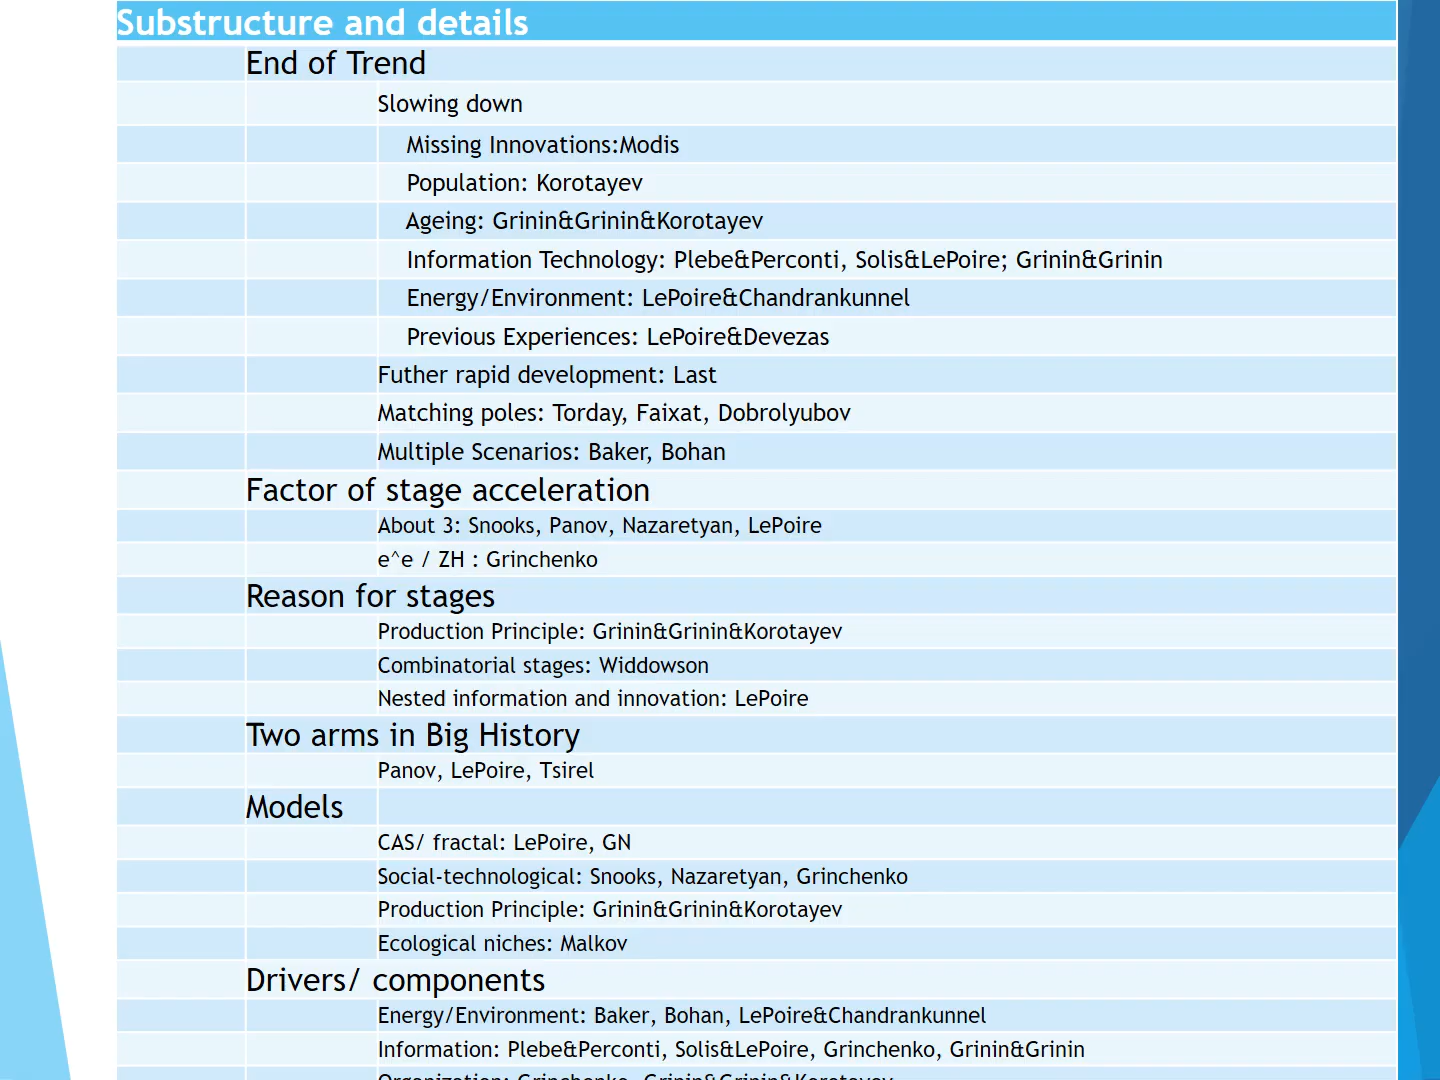 Substructure and details
End of Trend
Slowing down
Missing Innovations:Modis
Population: Korotayev
Ageing: Grinin&Grinin&Korotayev
Information Technology: Plebe&Perconti, Solis&LePoire; Grinin&Grinin
Energy/Environment: LePoire&Chandrankunnel
Previous Experiences: LePoire&Devezas
Futher rapid development: Last
Matching poles: Torday, Faixat, Dobrolyubov
Multiple Scenarios: Baker, Bohan
Factor of stage acceleration
About 3: Snooks, Panov, Nazaretyan, LePoire
e^e / ZH : Grinchenko
Reason for stages
Production Principle: Grinin&Grinin&Korotayev
Combinatorial stages: Widdowson
Nested information and innovation: LePoire
Two arms in Big History
Panov, LePoire, Tsirel
Models
CAS/ fractal: LePoire, GN
Social-technological: Snooks, Nazaretyan, Grinchenko
Production Principle: Grinin&Grinin&Korotayev
Ecological niches: Malkov
Drivers/ components
Energy/Environment: Baker, Bohan, LePoire&Chandrankunnel
Information: Plebe&Perconti, Solis&LePoire, Grinchenko, Grinin&Grinin
Organization: Grinchenko, Grinin&Grinin&Korotayev